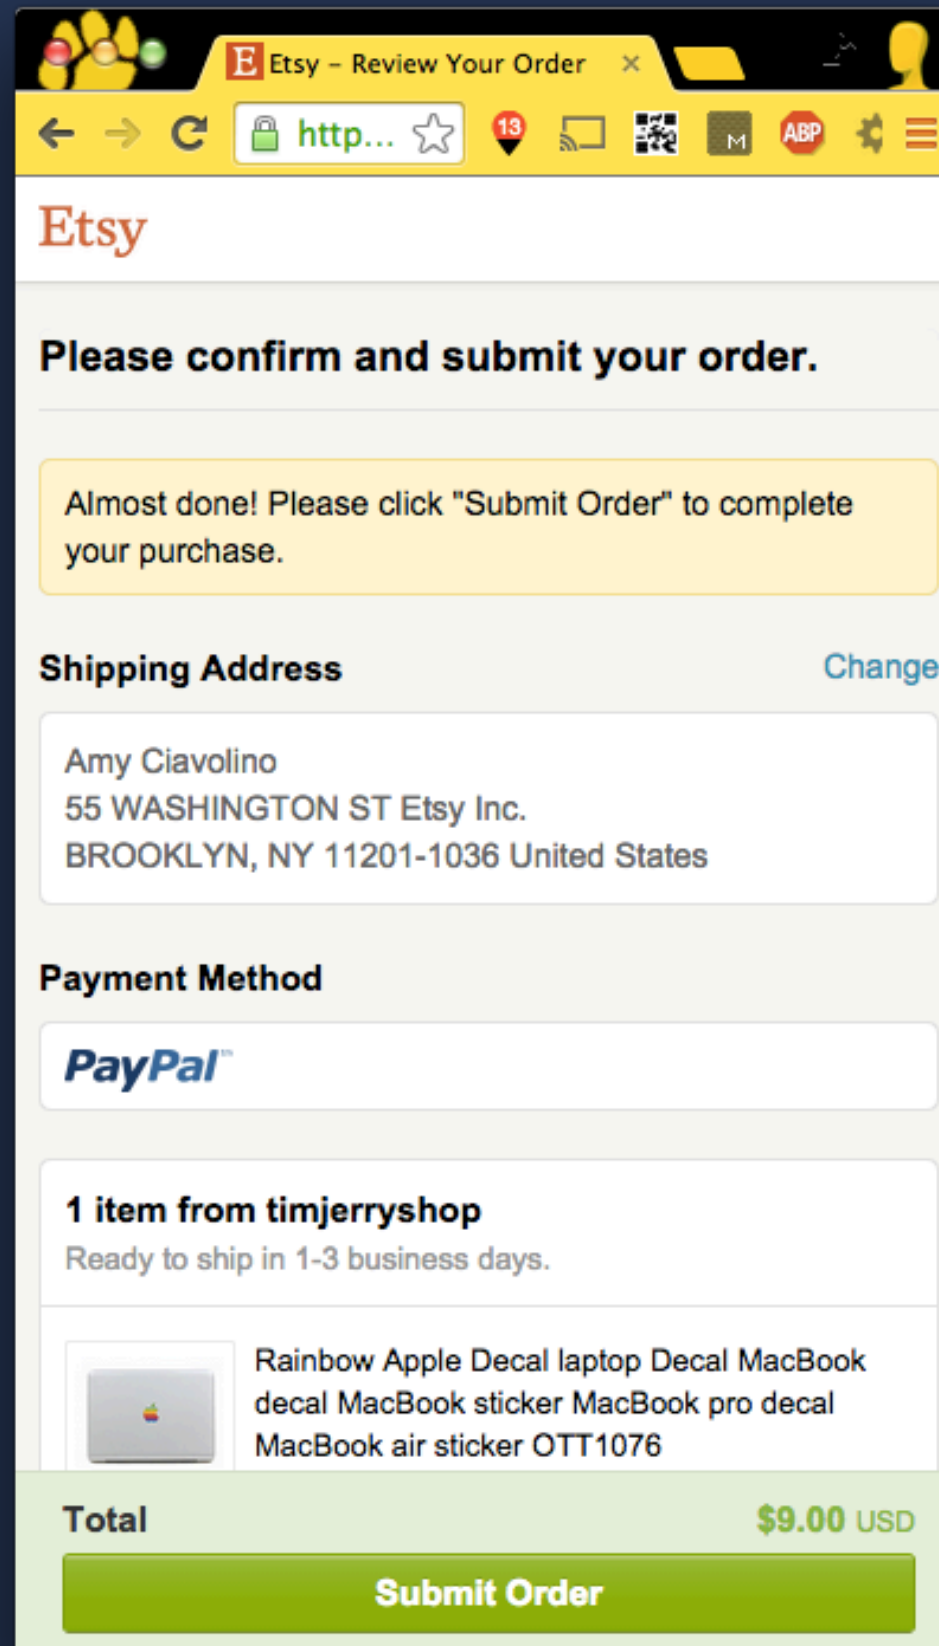 Etsy – Review Your Order
http...
13
M
ABP
Etsy
Please confirm and submit your order.
Almost done! Please click "Submit Order" to complete
your purchase.
Shipping Address
Change
Amy Ciavolino
55 WASHINGTON ST Etsy Inc.
BROOKLYN, NY 11201-1036 United States
Payment Method
PayPal™
1 item from timjerryshop
Ready to ship in 1-3 business days.
Rainbow Apple Decal laptop Decal MacBook
decal MacBook sticker MacBook pro decal
MacBook air sticker OTT1076
Total
$9.00 USD
Submit Order